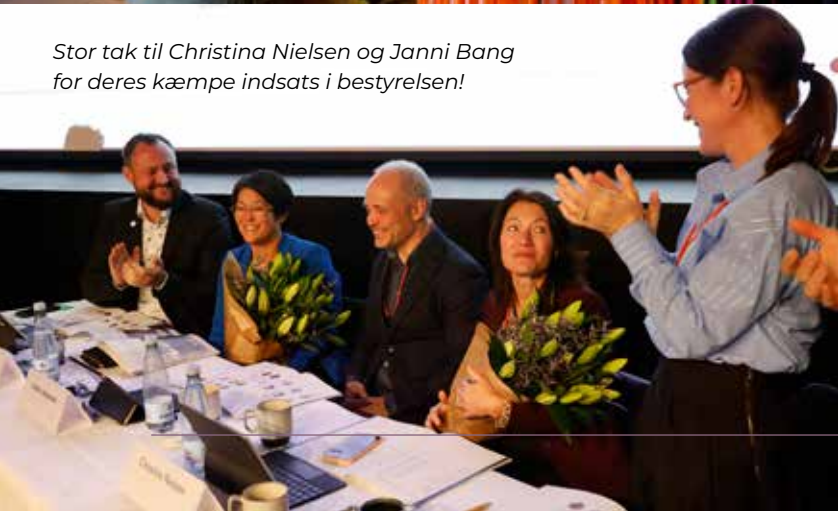 Stor tak til Christina Nielsen og Janni Bang
for deres kæmpe indsats i bestyrelsen!